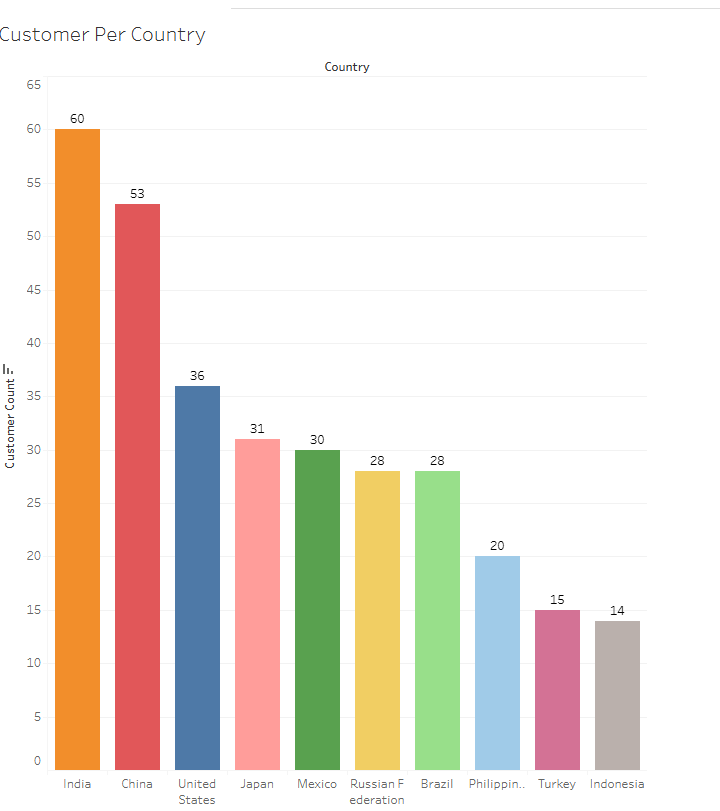 Customer Per Country
Country
Customer Count
65
60
55
50
45
40
35
30
25
20
15
10
5
0
60
53
36
31
30
28
28
20
15
14
India
China
United
States
Japan
Mexico
Russian F
ederation
Brazil
Philippin..
Turkey
Indonesia